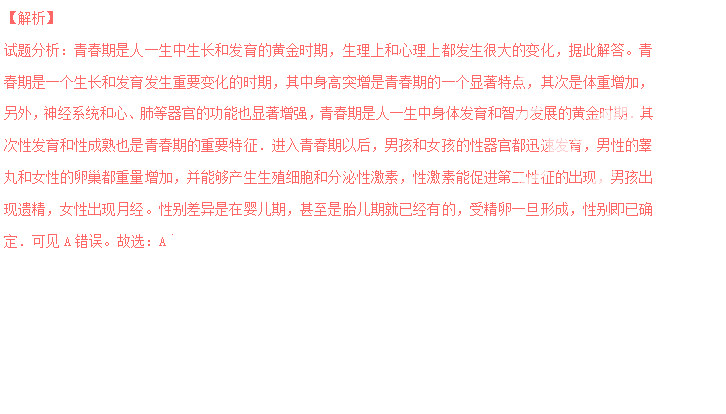 【解析】
试题分析：青春期是人一生中生长和发育的黄金时期，生理上和心理上都发生很大的变化，据此解答。青
春期是一个生长和发育发生重要变化的时期，其中身高突增是青春期的一个显著特点，其次是体重增加，
另外，神经系统和心、肺等器官的功能也显著增强，青春期是人一生中身体发育和智力发展的黄金时期．其
次性发育和性成熟也是青春期的重要特征．进入青春期以后，男孩和女孩的性器官都迅速发育，男性的睾
丸和女性的卵巢都重量增加，并能够产生生殖细胞和分泌性激素，性激素能促进第二性征的出现，男孩出
现遗精，女性出现月经。性别差异是在婴儿期，甚至是胎儿期就已经有的，受精卵一旦形成，性别即已确
定．可见 A 错误。故选：A